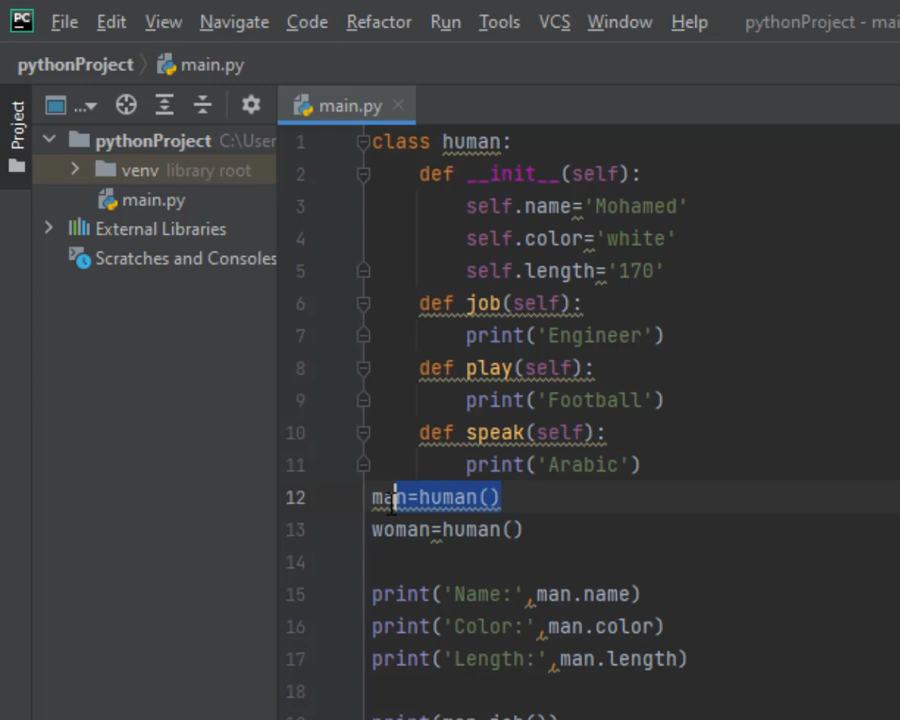 PC File Edit View Navigate Code Refactor Run Tools VCS Window Help pythonProject - mai
pythonProject main.py
Project
...
main.py
pythonProject C:\User
venv library root
main.py
External Libraries
Scratches and Consoles
1 class human:
2 def __init__(self):
3 self.name='Mohamed'
4 self.color='white'
5 self.length='170'
6 def job(self):
7 print('Engineer')
8 def play(self):
9 print('Football')
10 def speak(self):
11 print('Arabic')
12 man=human()
13 woman=human()
14
15 print('Name:',man.name)
16 print('Color:',man.color)
17 print('Length:',man.length)
18